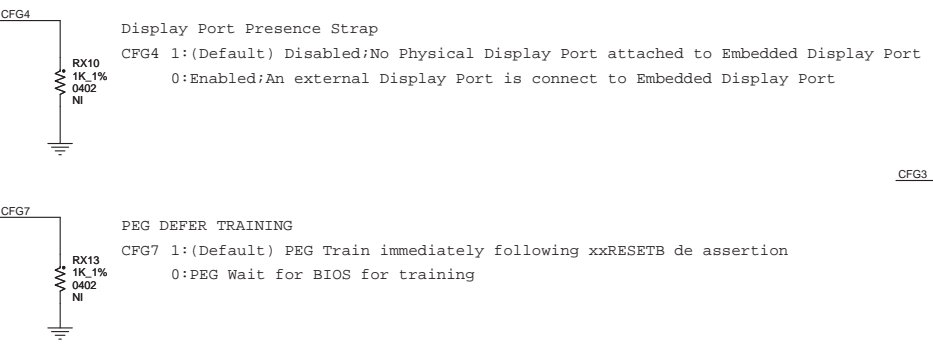 CFG4
Display Port Presence Strap
CFG4 1:(Default) Disabled;No Physical Display Port attached to Embedded Display Port
0:Enabled;An external Display Port is connect to Embedded Display Port
RX10
1K_1%
0402
NI
CFG3
CFG7
PEG DEFER TRAINING
CFG7 1:(Default) PEG Train immediately following xxRESETB de assertion
0:PEG Wait for BIOS for training
RX13
1K_1%
0402
NI